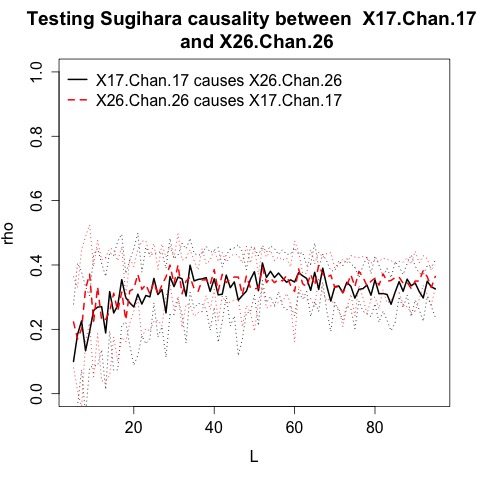 Testing Sugihara causality between  X17.Chan.17
and X26.Chan.26
X17.Chan.17 causes X26.Chan.26
X26.Chan.26 causes X17.Chan.17
rho
1.0
0.8
0.6
0.4
0.2
0.0
20 40 60 80
L